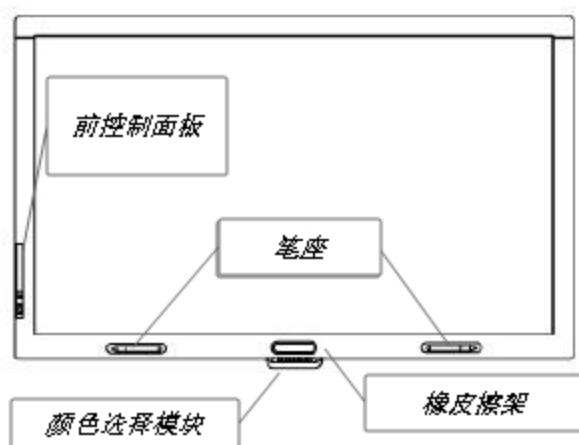 前控制面板
笔座
橡皮擦架
颜色选择模块